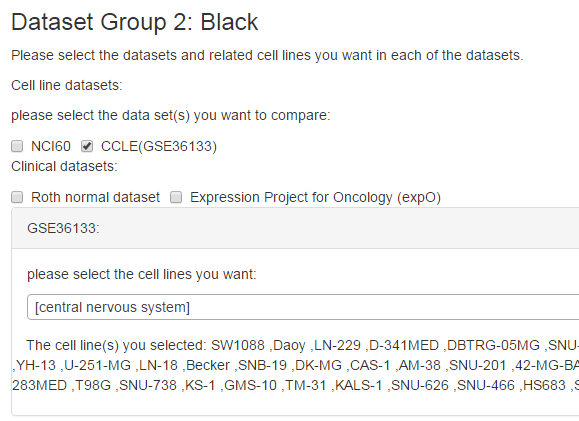 Dataset Group 2: Black
Please select the datasets and related cell lines you want in each of the datasets.
Cell line datasets:
please select the data set(s) you want to compare:
NCI60 CCLE(GSE36133)
Clinical datasets:
Roth normal dataset Expression Project for Oncology (expO)
GSE36133:
please select the cell lines you want:
[central nervous system]
The cell line(s) you selected: SW1088 ,Daoy ,LN-229 ,D-341MED ,DBTRG-05MG ,SNU-
,YH-13 ,U-251-MG ,LN-18 ,Becker ,SNB-19 ,DK-MG ,CAS-1 ,AM-38 ,SNU-201 ,42-MG-BA
283MED ,T98G ,SNU-738 ,KS-1 ,GMS-10 ,TM-31 ,KALS-1 ,SNU-626 ,SNU-466 ,HS683 ,S